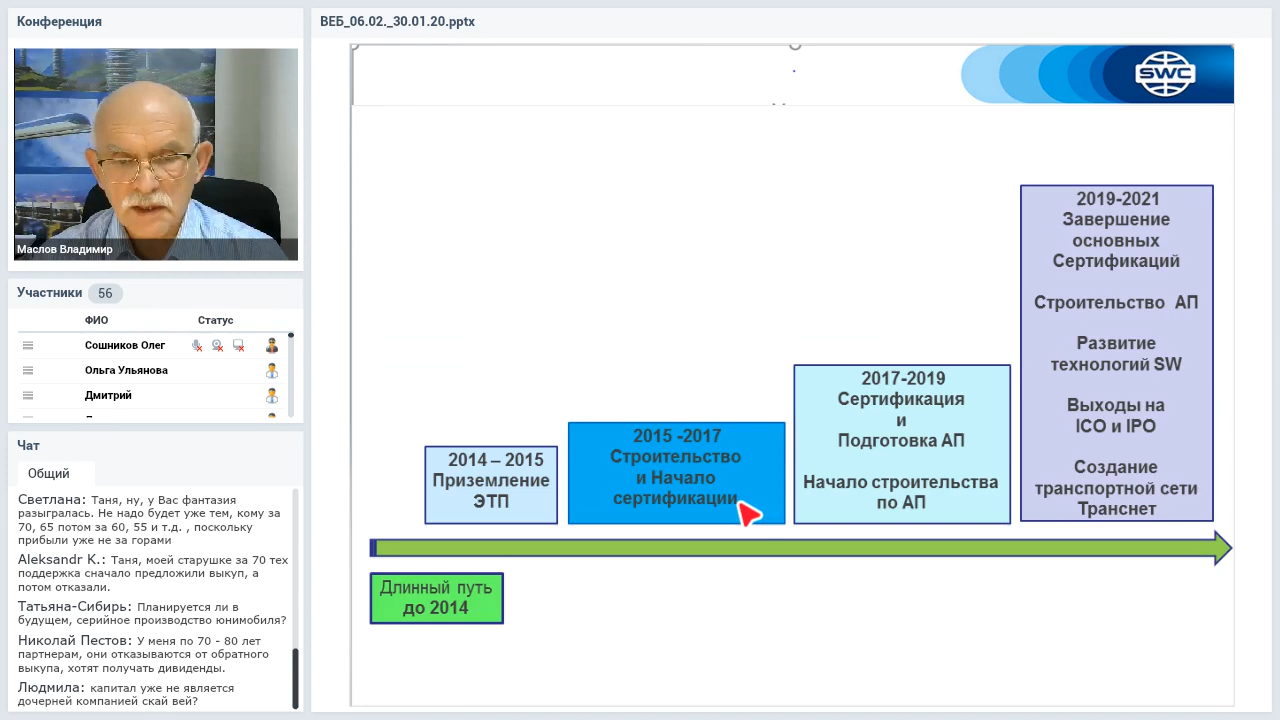 Конференция
Маслов Владимир
Участники 56
ФИО Статус
Сошников Олег
Ольга Ульянова
Дмитрий
Чат
Общий
Светлана: Таня, ну, у Вас фантазия
разыгралась. Не надо будет уже тем, кому за
70, 65 потом за 60, 55 и т.д. , поскольку
прибыли уже не за горами
Aleksandr K.: Таня, моей старушке за 70 тех
поддержка сначало предложили выкуп, а
потом отказали.
Татьяна-Сибирь: Планируется ли в
будущем, серийное производство юнимобиля?
Николай Пестов: У меня по 70 - 80 лет
партнерам, они отказываются от обратного
выкупа, хотят получать дивиденды.
Людмила: капитал уже не является
дочерней компанией скай вей?
ВЕБ_06.02._30.01.20.pptx
SWC
2014 – 2015
Приземление
ЭТП
2015 -2017
Строительство
и Начало
сертификации
2017-2019
Сертификация
и
Подготовка АП
Начало строительства
по АП
2019-2021
Завершение
основных
Сертификаций
Строительство АП
Развитие
технологий SW
Выходы на
ICO и IPO
Создание
транспортной сети
Транснет
Длинный путь
до 2014